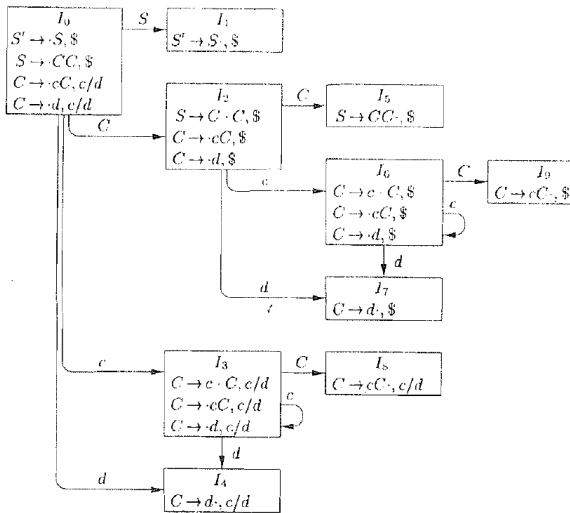 I₀
S' → ·S, $
S → ·CC, $
C → ·cC, c/d
C → ·d, c/d
S
I₁
S' → S·, $
C
I₂
S → C · C, $
C → ·cC, $
C → ·d, $
C
I₅
S → CC·, $
c
I₆
C → c · C, $
C → ·cC, $
C → ·d, $
C
I₉
C → cC·, $
c
d
d
I₇
C → d·, $
c
I₃
C → c · C, c/d
C → ·cC, c/d
C → ·d, c/d
C
I₈
C → cC·, c/d
c
d
d
I₄
C → d·, c/d